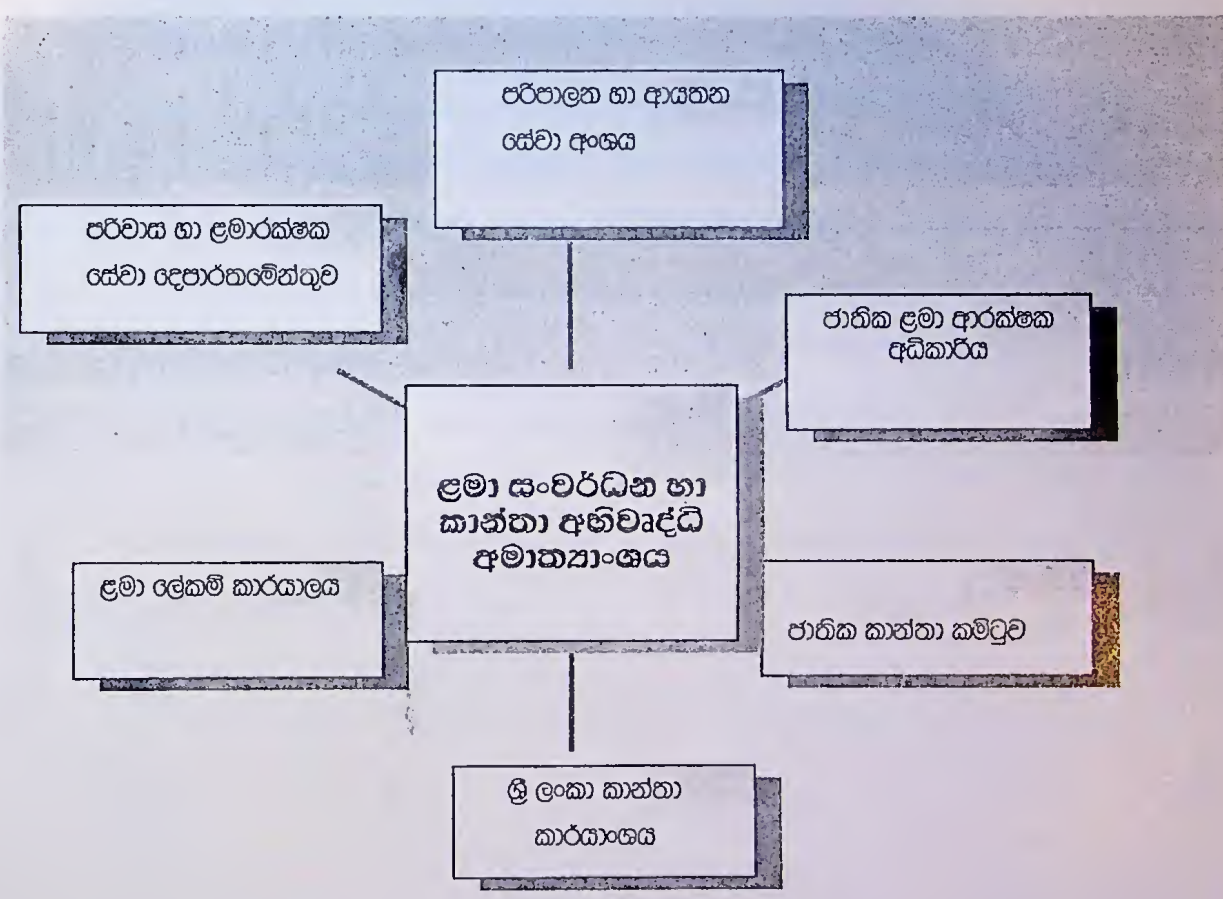 පරිපාලන හා ආයතන
සේවා අංශය
පරිවාස හා ළමාරක්ෂක
සේවා දෙපාර්තමේන්තුව
ජාතික ළමා ආරක්ෂක
අධිකාරිය
ළමා සංවර්ධන හා
කාන්තා අභිවෘද්ධි
අමාත්‍යාංශය
ළමා ලේකම් කාර්යාලය
ජාතික කාන්තා කමිටුව
ශ්‍රී ලංකා කාන්තා
කාර්යාංශය